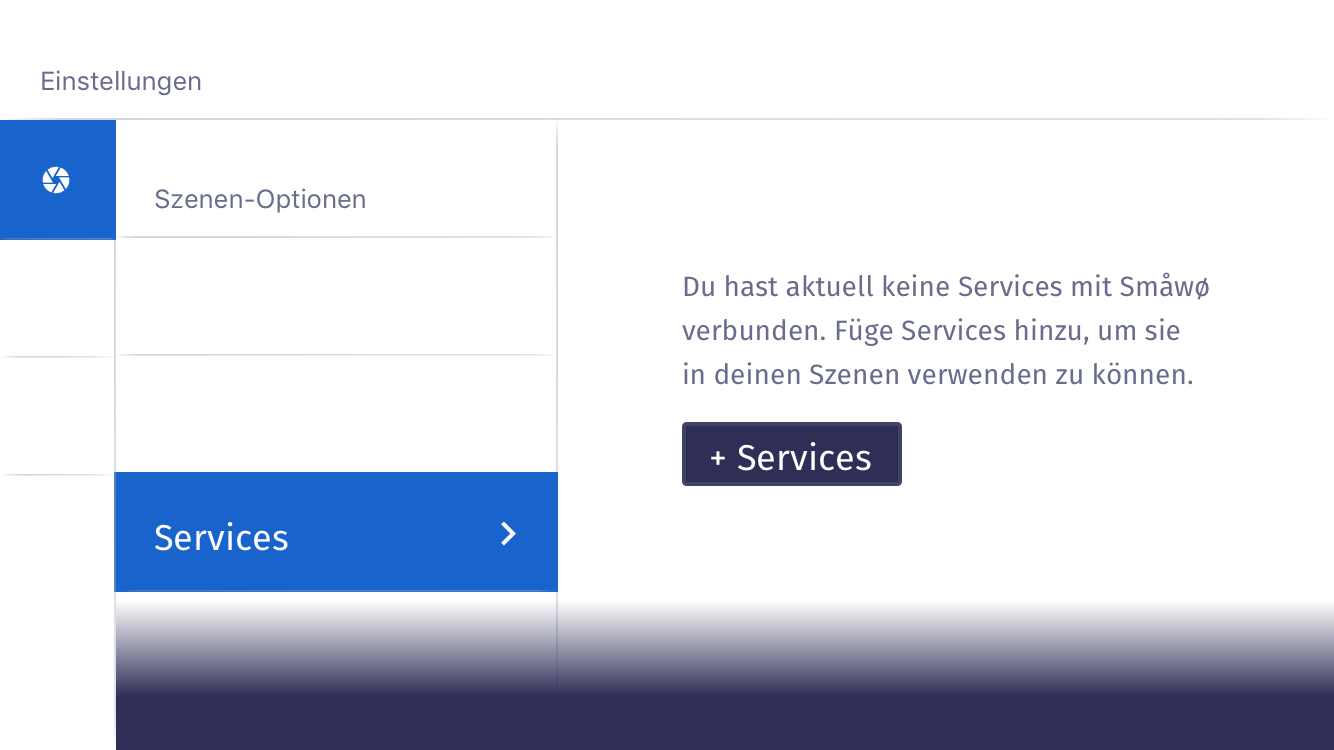 Einstellungen
Szenen-Optionen
Du hast aktuell keine Services mit Småwø
verbunden. Füge Services hinzu, um sie
in deinen Szenen verwenden zu können.
+ Services
Services